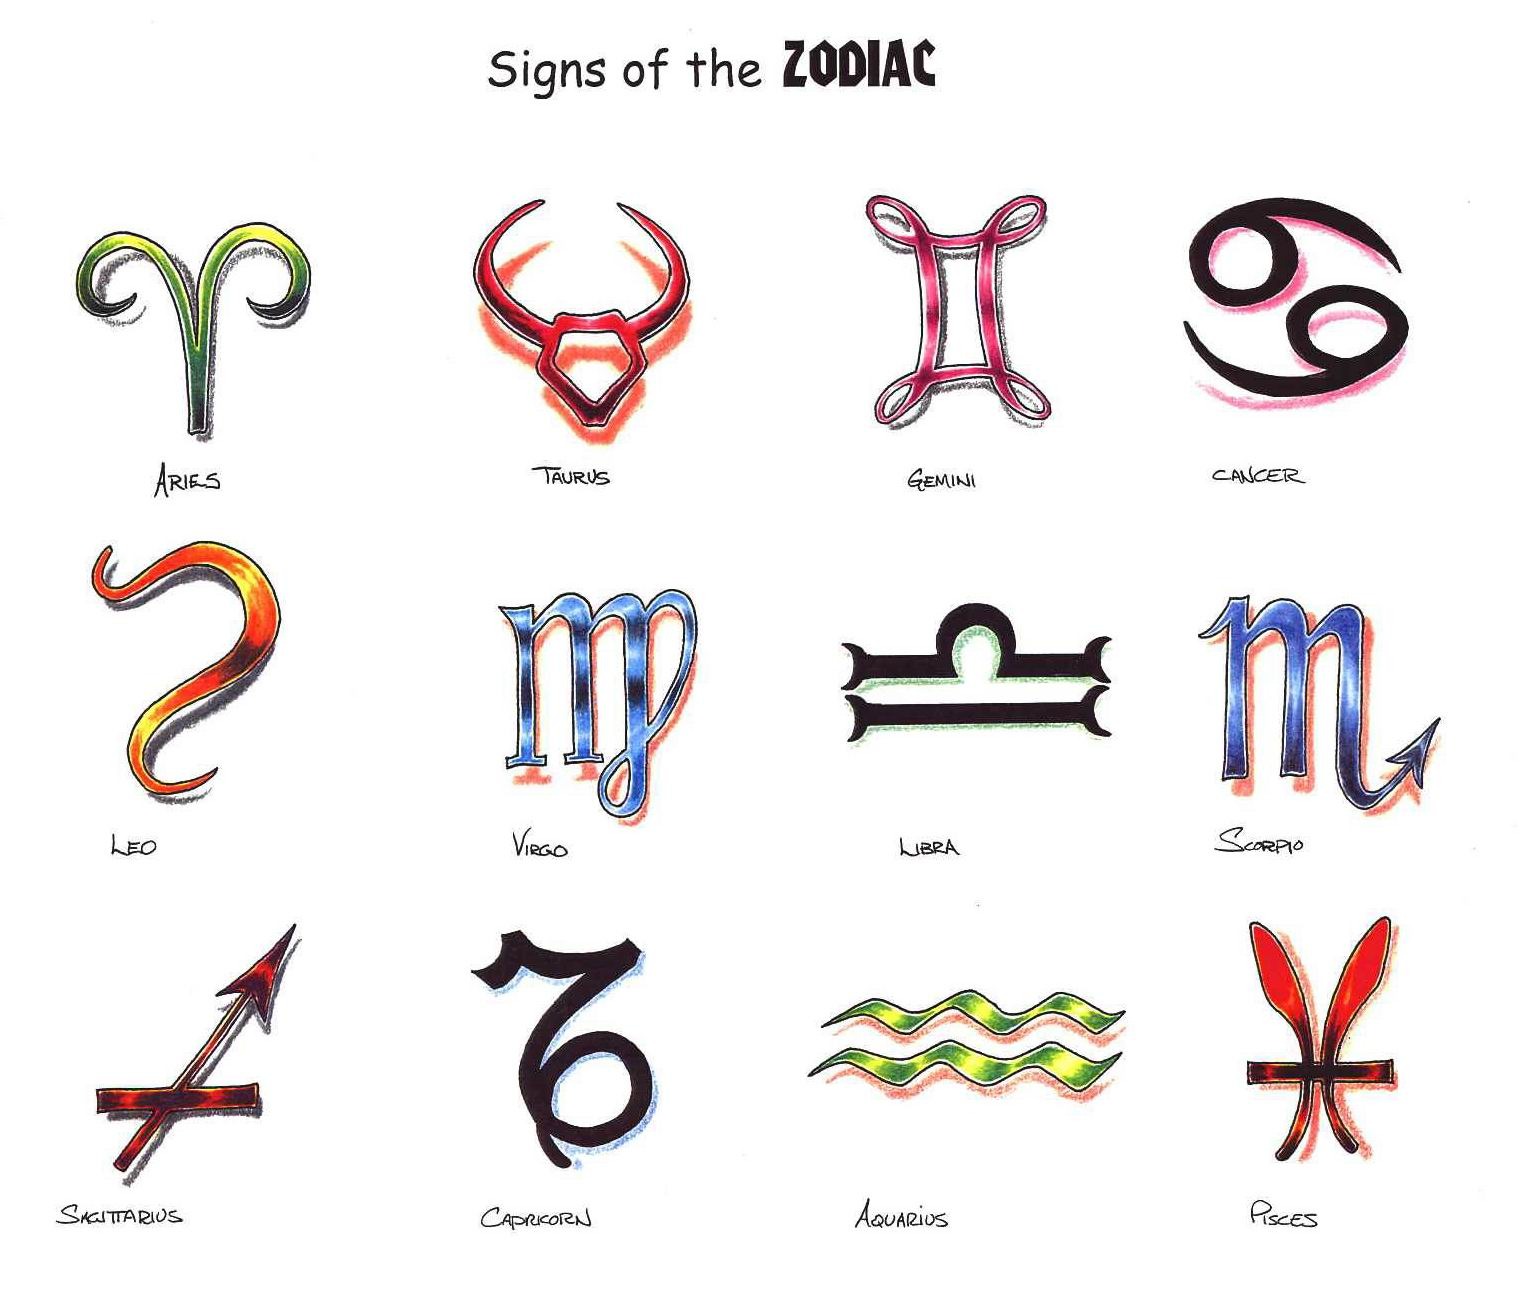 Signs of the ZODIAC
ARIES
TAURUS
GEMINI
CANCER
LEO
VIRGO
LIBRA
SCORPIO
SAGITTARIUS
CAPRICORN
AQUARIUS
PISCES